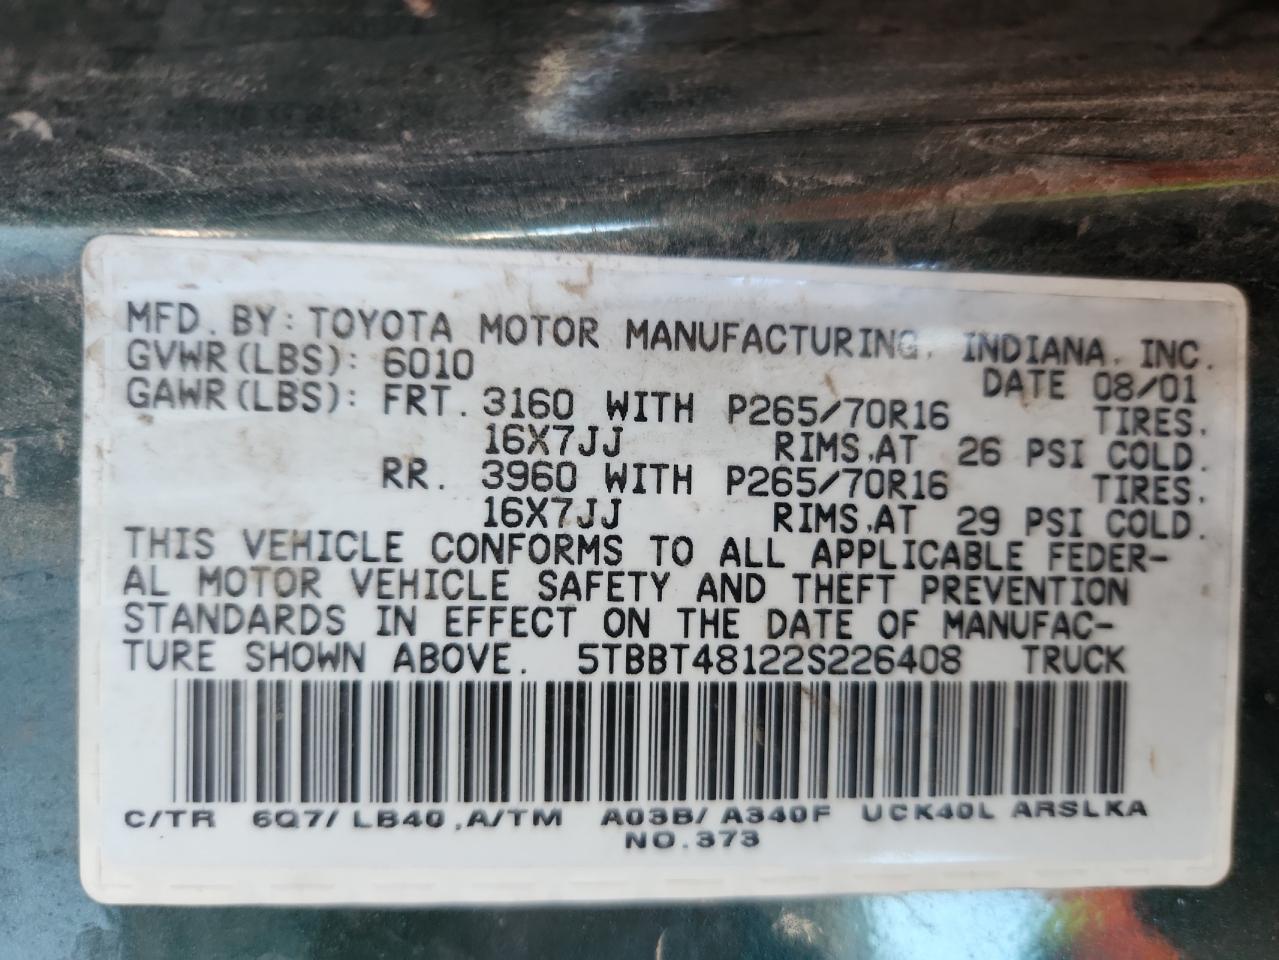 MFD. BY: TOYOTA MOTOR MANUFACTURING, INDIANA, INC.
GVWR(LBS): 6010 DATE 08/01
GAWR(LBS): FRT. 3160 WITH P265/70R16 TIRES.
16X7JJ RIMS.AT 26 PSI COLD.
RR. 3960 WITH P265/70R16 TIRES.
16X7JJ RIMS.AT 29 PSI COLD.
THIS VEHICLE CONFORMS TO ALL APPLICABLE FEDER-
AL MOTOR VEHICLE SAFETY AND THEFT PREVENTION
STANDARDS IN EFFECT ON THE DATE OF MANUFAC-
TURE SHOWN ABOVE. 5TBBT48122S226408 TRUCK
C/TR 6Q7/ LB40 ,A/TM A03B/ A340F UCK40L ARSLKA
NO.373